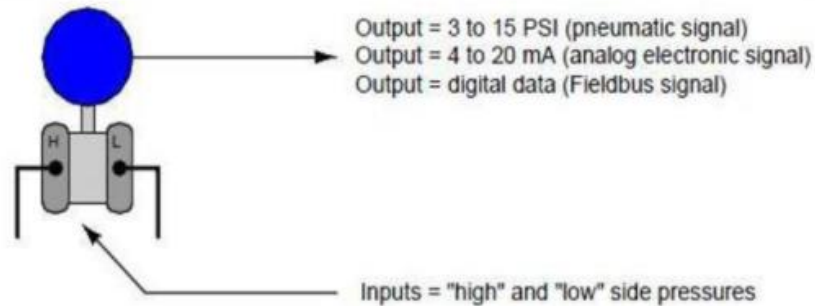 Output = 3 to 15 PSI (pneumatic signal)
Output = 4 to 20 mA (analog electronic signal)
Output = digital data (Fieldbus signal)
H L
Inputs = "high" and "low" side pressures